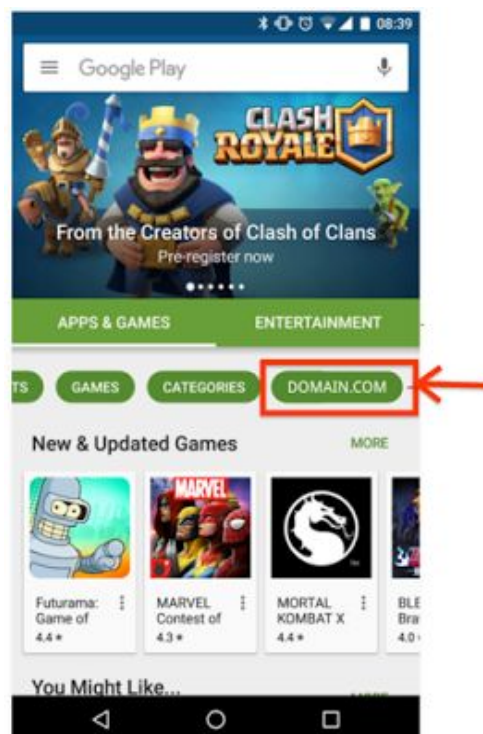 08:39
Google Play
CLASH
ROYALE
From the Creators of Clash of Clans
Pre-register now
APPS & GAMES ENTERTAINMENT
TS GAMES CATEGORIES DOMAIN.COM
New & Updated Games MORE
MARVEL
Futurama: MARVEL MORTAL BLE
Game of Contest of KOMBAT X Bra
4.4 ★ 4.3 ★ 4.4 ★ 4.0
You Might Like...